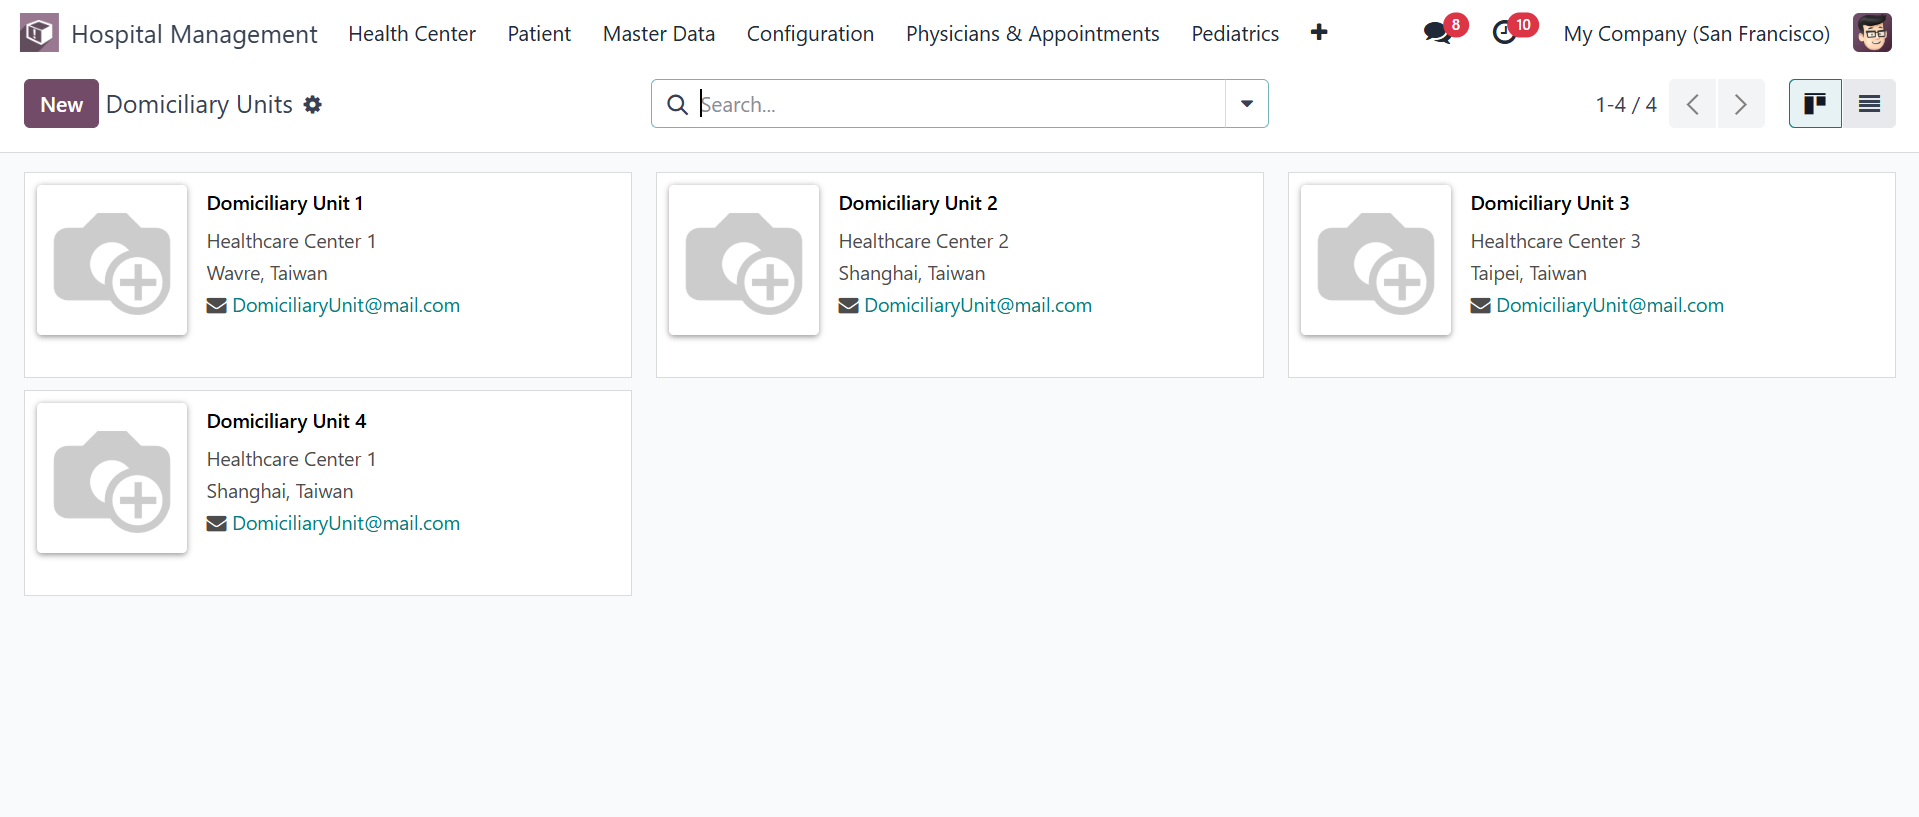 Hospital Management Health Center Patient Master Data Configuration Physicians & Appointments Pediatrics 8 10 My Company (San Francisco)
New Domiciliary Units Search... 1-4 / 4
Domiciliary Unit 1
Healthcare Center 1
Wavre, Taiwan
DomiciliaryUnit@mail.com
Domiciliary Unit 2
Healthcare Center 2
Shanghai, Taiwan
DomiciliaryUnit@mail.com
Domiciliary Unit 3
Healthcare Center 3
Taipei, Taiwan
DomiciliaryUnit@mail.com
Domiciliary Unit 4
Healthcare Center 1
Shanghai, Taiwan
DomiciliaryUnit@mail.com